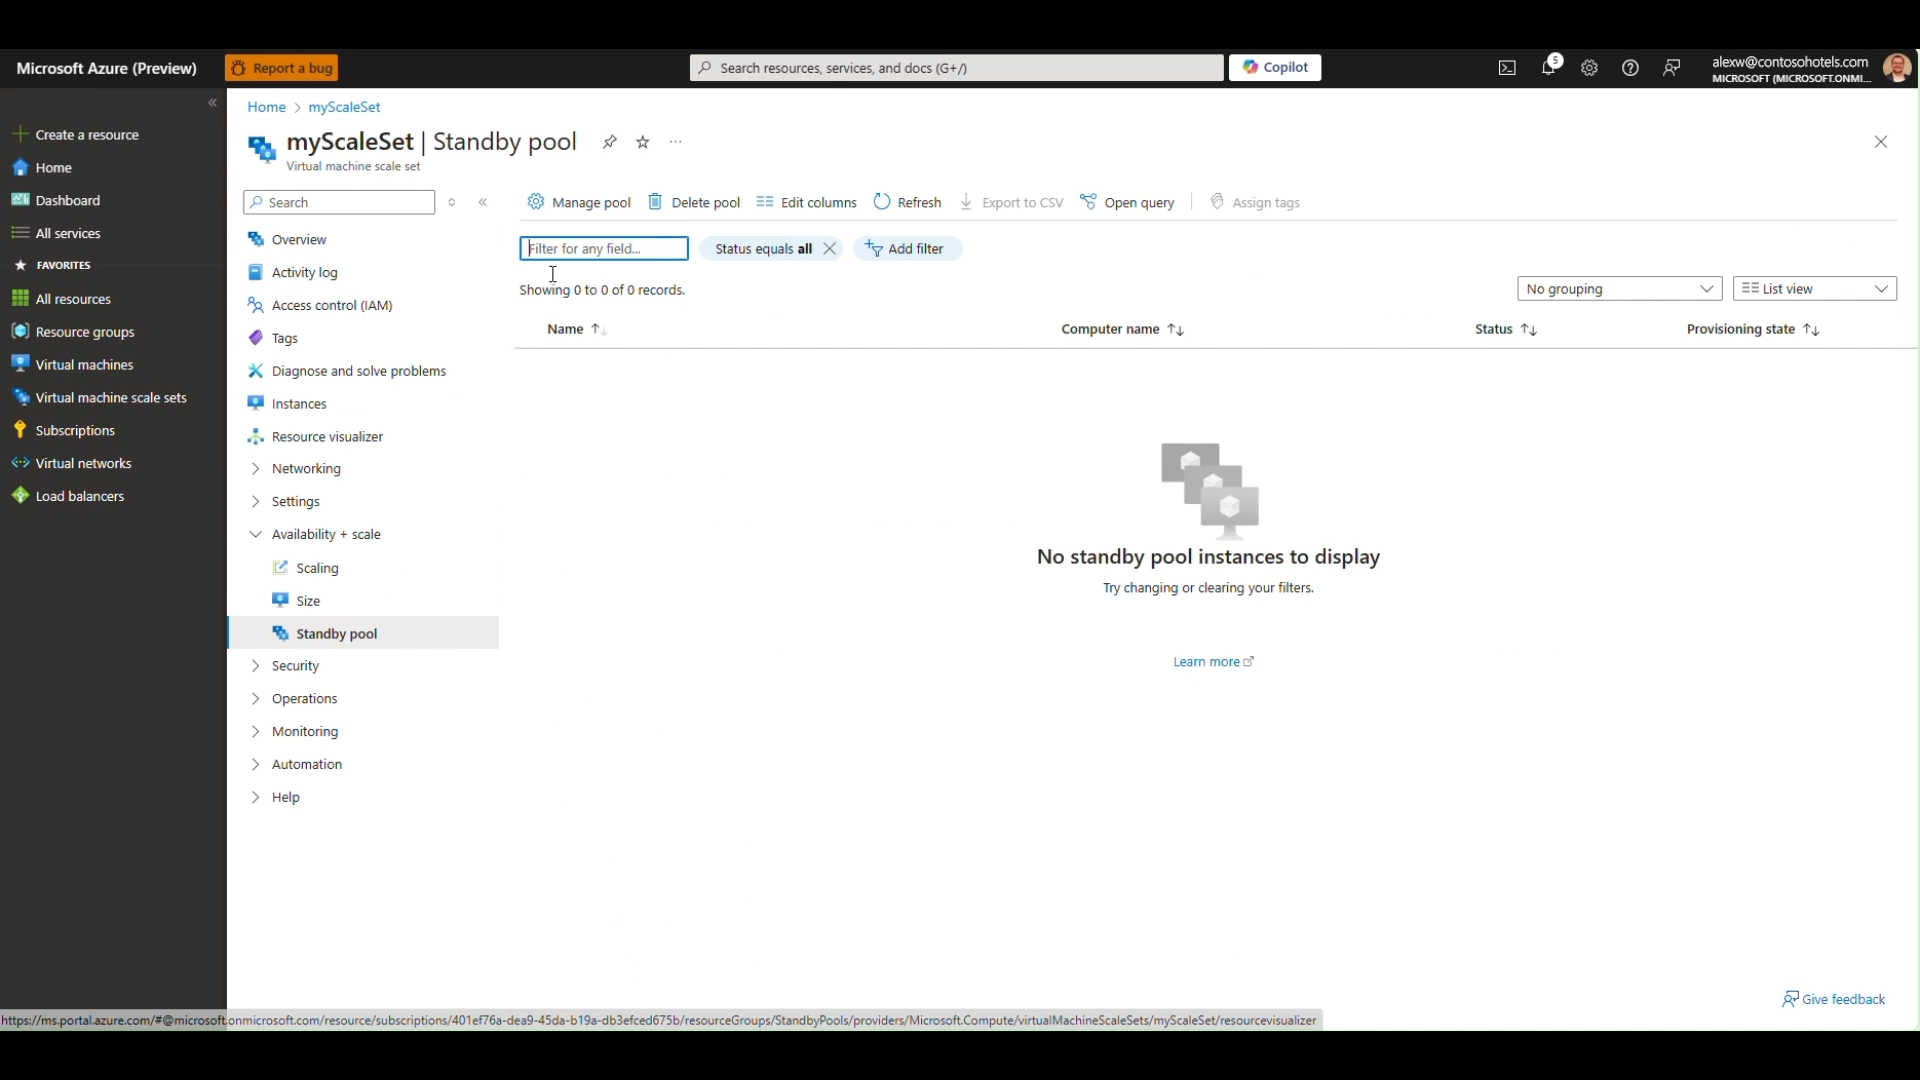 Microsoft Azure (Preview)
Report a bug
Search resources, services, and docs (G+/)
Copilot
5
alexw@contosohotels.com
MICROSOFT (MICROSOFT.ONMI...
Create a resource
Home
Dashboard
All services
FAVORITES
All resources
Resource groups
Virtual machines
Virtual machine scale sets
Subscriptions
Virtual networks
Load balancers
Home > myScaleSet
myScaleSet | Standby pool
Virtual machine scale set
Search
Overview
Activity log
Access control (IAM)
Tags
Diagnose and solve problems
Instances
Resource visualizer
Networking
Settings
Availability + scale
Scaling
Size
Standby pool
Security
Operations
Monitoring
Automation
Help
Manage pool
Delete pool
Edit columns
Refresh
Export to CSV
Open query
Assign tags
Filter for any field...
Status equals all
Add filter
Showing 0 to 0 of 0 records.
No grouping
List view
Name
Computer name
Status
Provisioning state
No standby pool instances to display
Try changing or clearing your filters.
Learn more
Give feedback
https://ms.portal.azure.com/#@microsoft.onmicrosoft.com/resource/subscriptions/401ef76a-dea9-45da-b19a-db3efced675b/resourceGroups/StandbyPools/providers/Microsoft.Compute/virtualMachineScaleSets/myScaleSet/resourcevisualizer